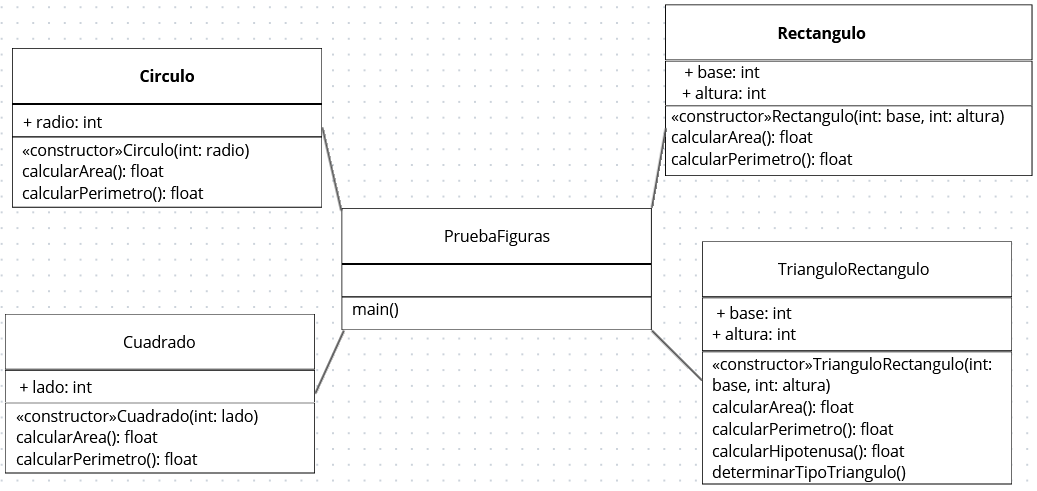 Circulo
+ radio: int
«constructor»Circulo(int: radio)
calcularArea(): float
calcularPerimetro(): float
Rectangulo
+ base: int
+ altura: int
«constructor»Rectangulo(int: base, int: altura)
calcularArea(): float
calcularPerimetro(): float
PruebaFiguras
main()
Cuadrado
+ lado: int
«constructor»Cuadrado(int: lado)
calcularArea(): float
calcularPerimetro(): float
TrianguloRectangulo
+ base: int
+ altura: int
«constructor»TrianguloRectangulo(int:
base, int: altura)
calcularArea(): float
calcularPerimetro(): float
calcularHipotenusa(): float
determinarTipoTriangulo()